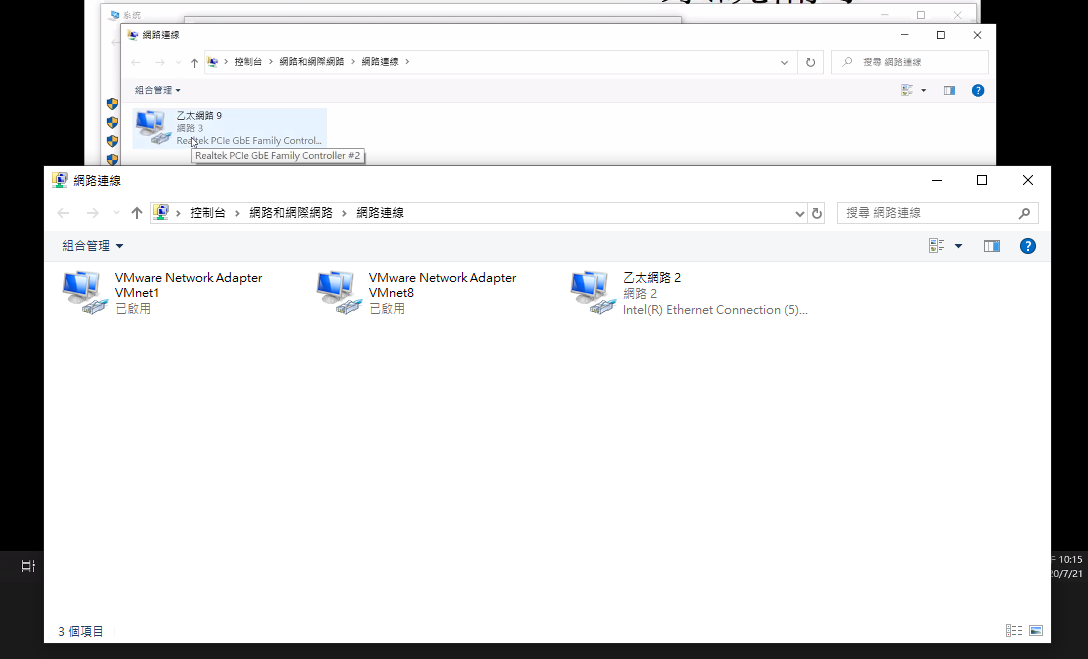 系統
網路連線
控制台 網路和網際網路 網路連線
搜尋 網路連線
組合管理
乙太網路 9
網路 3
Realtek PCIe GbE Family Control...
Realtek PCIe GbE Family Controller #2
網路連線
控制台 網路和網際網路 網路連線
搜尋 網路連線
組合管理
VMware Network Adapter
VMnet1
已啟用
VMware Network Adapter
VMnet8
已啟用
乙太網路 2
網路 2
Intel(R) Ethernet Connection (5)...
10:15
20/7/21
3 個項目